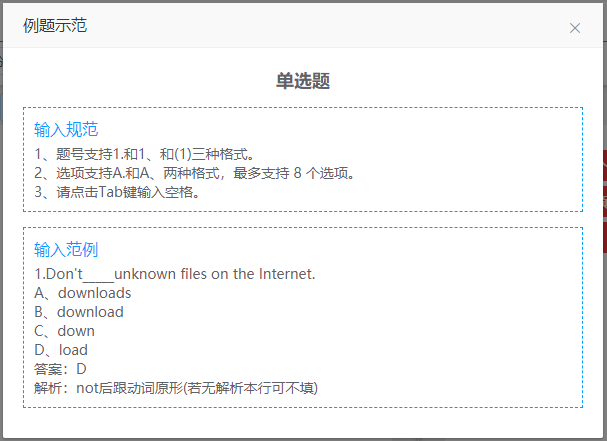 例题示范
单选题
输入规范
1、题号支持1.和1、和(1)三种格式。
2、选项支持A.和A、两种格式，最多支持 8 个选项。
3、请点击Tab键输入空格。
输入范例
1.Don't_____unknown files on the Internet.
A、downloads
B、download
C、down
D、load
答案：D
解析：not后跟动词原形(若无解析本行可不填)